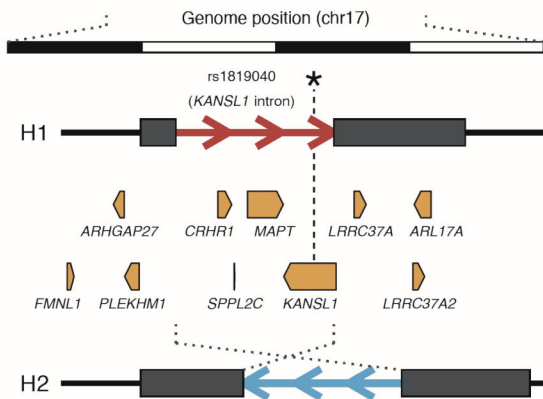 Genome position (chr17)
rs1819040 *
(KANSL1 intron)
H1
ARHGAP27 CRHR1 MAPT LRRC37A ARL17A
FMNL1 PLEKHM1 SPPL2C KANSL1 LRRC37A2
H2